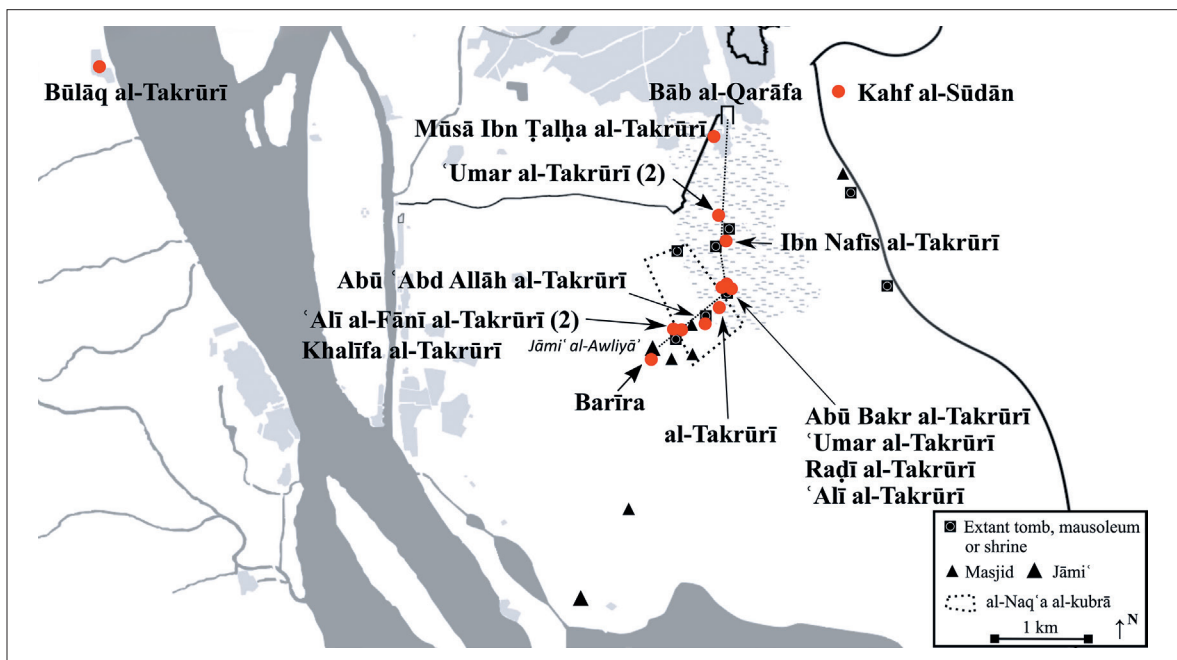 Būlāq al-Takrūrī
Bāb al-Qarāfa
Kahf al-Sūdān
Mūsā Ibn Ṭalḥa al-Takrūrī
ʿUmar al-Takrūrī (2)
Ibn Nafīs al-Takrūrī
Abū ʿAbd Allāh al-Takrūrī
ʿAlī al-Fānī al-Takrūrī (2)
Khalīfa al-Takrūrī
Jāmiʿ al-Awliyāʾ
Barīra
al-Takrūrī
Abū Bakr al-Takrūrī
ʿUmar al-Takrūrī
Raḍī al-Takrūrī
ʿAlī al-Takrūrī
Extant tomb, mausoleum
or shrine
Masjid Jāmiʿ
al-Naqʿa al-kubrā
1 km
N